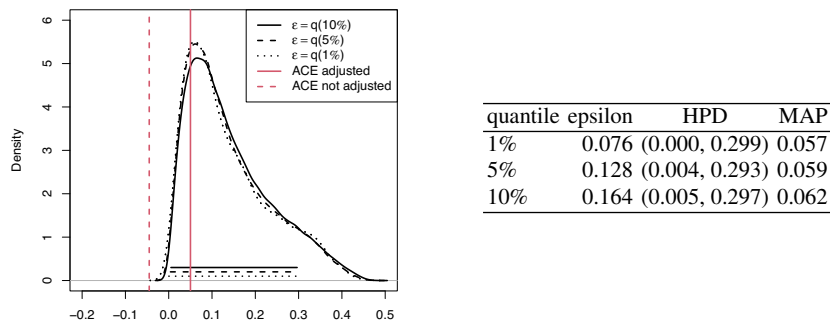 ε = q(10%)
ε = q(5%)
ε = q(1%)
ACE adjusted
ACE not adjusted
Density
0 1 2 3 4 5 6
−0.2 −0.1 0.0 0.1 0.2 0.3 0.4 0.5
quantile epsilon HPD MAP
1% 0.076 (0.000, 0.299) 0.057
5% 0.128 (0.004, 0.293) 0.059
10% 0.164 (0.005, 0.297) 0.062